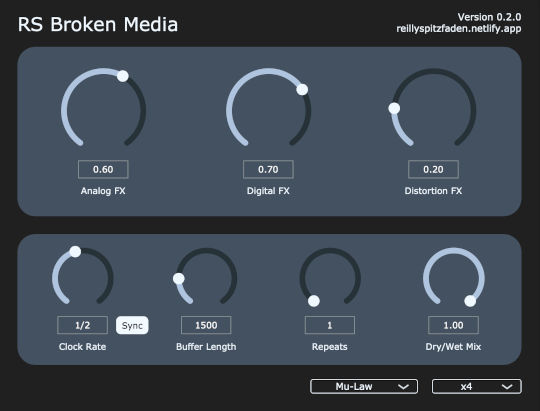 RS Broken Media
Version 0.2.0
reillyspitzfaden.netlify.app
0.60
0.70
0.20
Analog FX
Digital FX
Distortion FX
1/2
Sync
1500
1
1.00
Clock Rate
Buffer Length
Repeats
Dry/Wet Mix
Mu-Law
x4